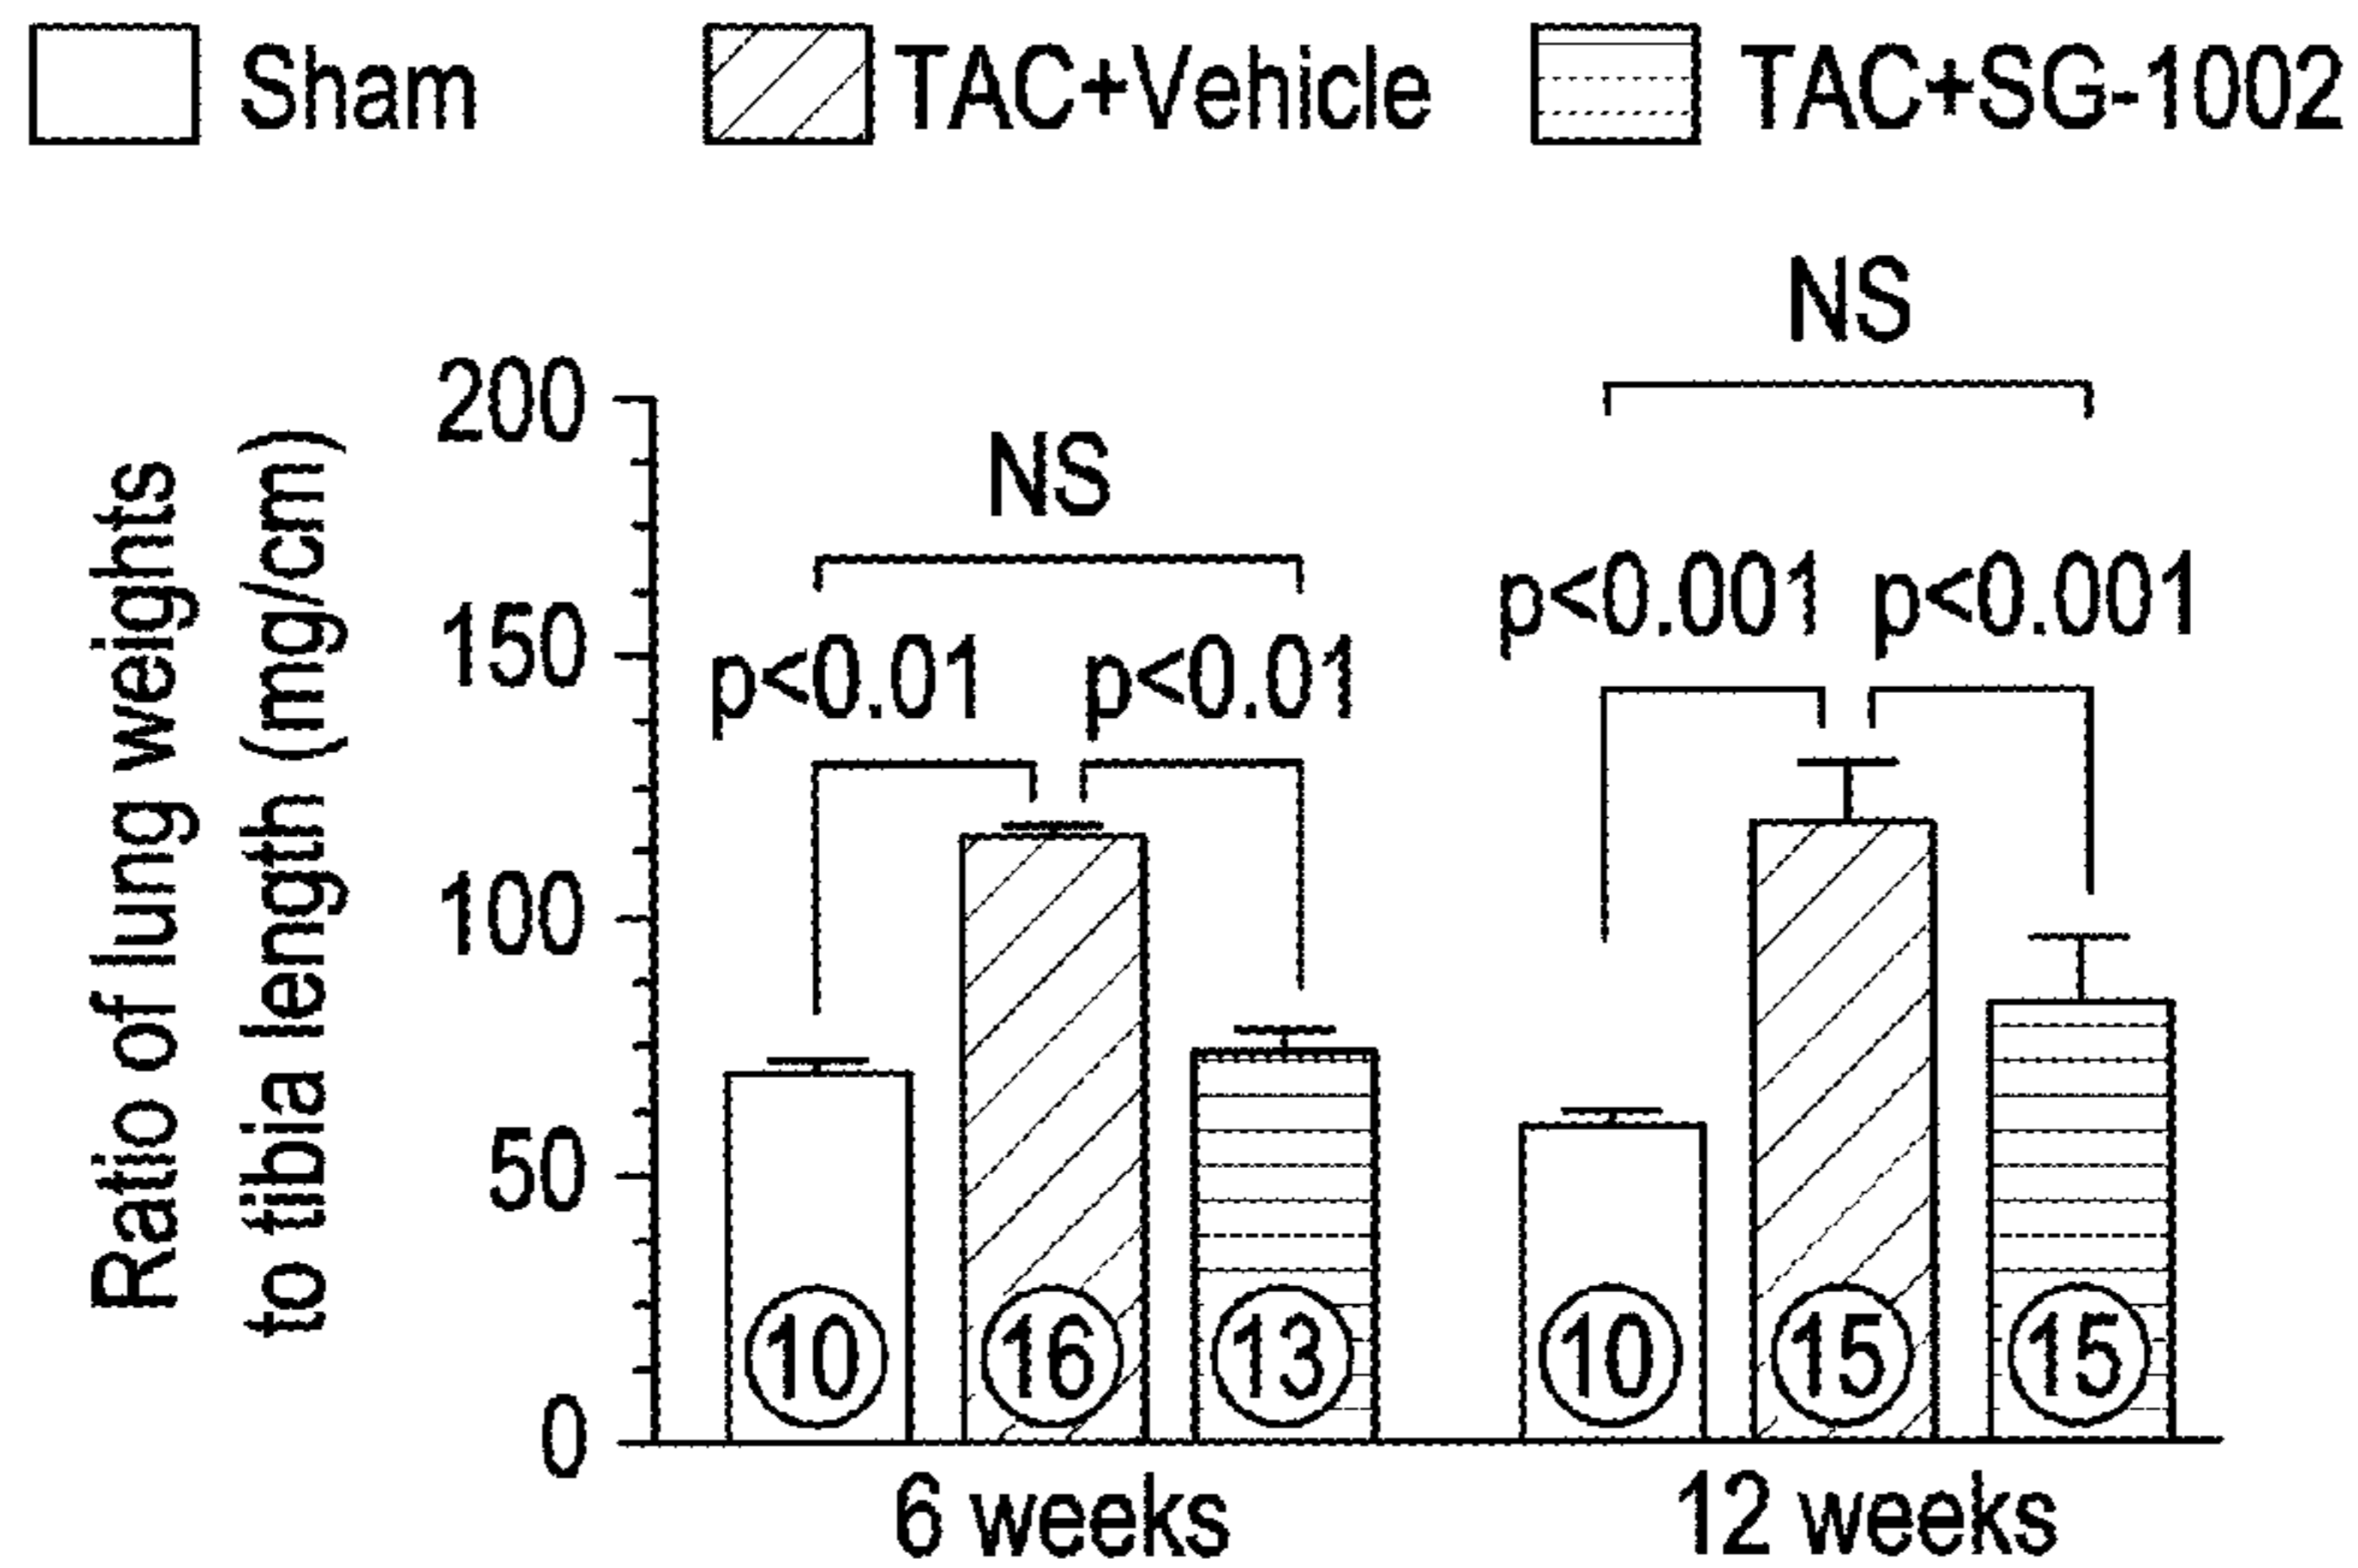 Sham
TAC+Vehicle
TAC+SG-1002
Ratio of lung weights
to tibia length (mg/cm)
200
150
100
50
0
NS
p<0.01
p<0.01
NS
p<0.001
p<0.001
10
16
13
10
15
15
6 weeks
12 weeks